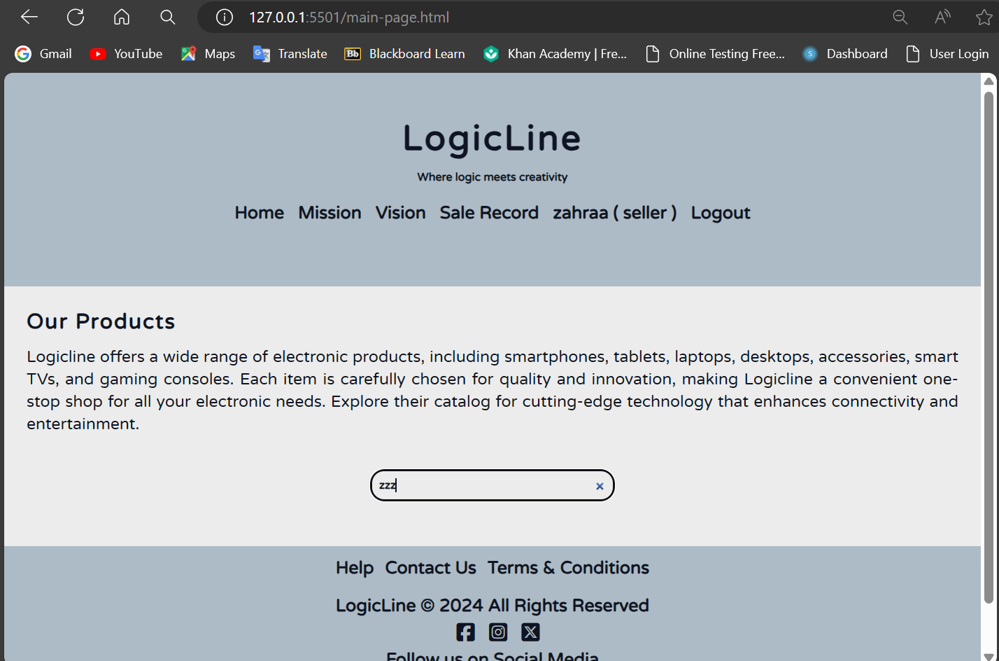 127.0.0.1:5501/main-page.html
Gmail YouTube Maps Translate Blackboard Learn Khan Academy | Fre... Online Testing Free... Dashboard User Login
LogicLine
Where logic meets creativity
Home Mission Vision Sale Record zahraa ( seller ) Logout
Our Products
Logicline offers a wide range of electronic products, including smartphones, tablets, laptops, desktops, accessories, smart
TVs, and gaming consoles. Each item is carefully chosen for quality and innovation, making Logicline a convenient one-
stop shop for all your electronic needs. Explore their catalog for cutting-edge technology that enhances connectivity and
entertainment.
zzz
Help Contact Us Terms & Conditions
LogicLine © 2024 All Rights Reserved
Follow us on Social Media